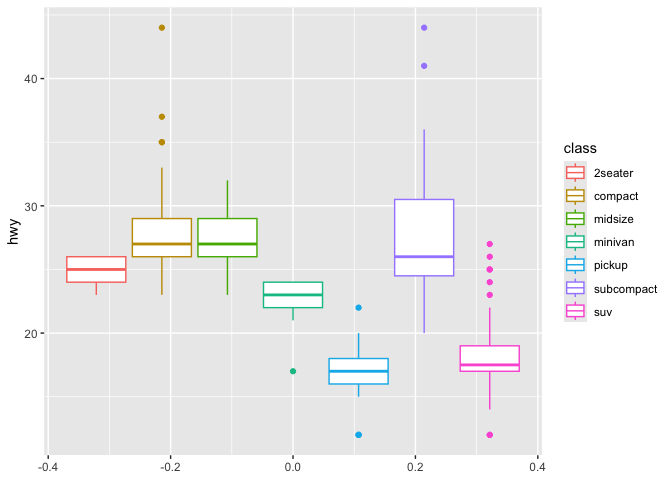 hwy
40
30
20
-0.4
-0.2
0.0
0.2
0.4
class
2seater
compact
midsize
minivan
pickup
subcompact
suv